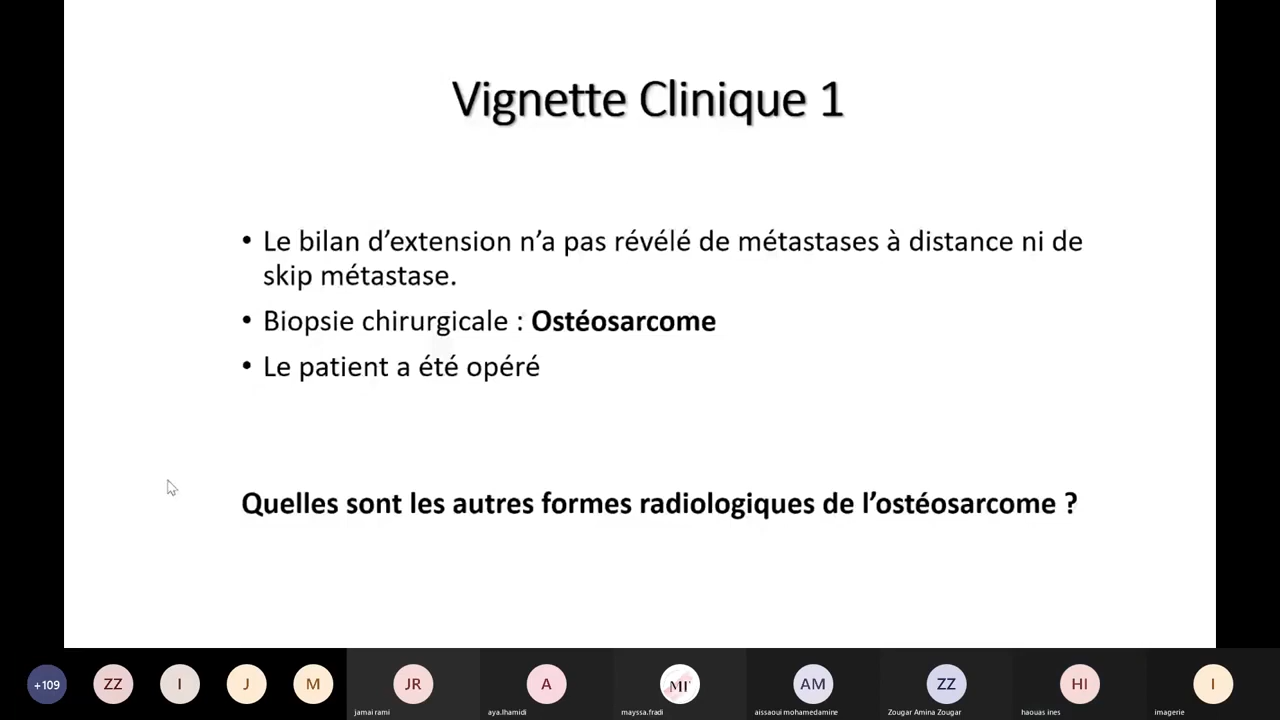 Vignette Clinique 1
• Le bilan d’extension n’a pas révélé de métastases à distance ni de
skip métastase.
• Biopsie chirurgicale : Ostéosarcome
• Le patient a été opéré
Quelles sont les autres formes radiologiques de l’ostéosarcome ?
+109
ZZ
I
J
M
JR
A
MF
AM
ZZ
HI
I
jamai rami
aya.lhamidi
mayssa.fradi
aissaoui mohamedamine
Zougar Amina Zougar
haouas ines
imagerie